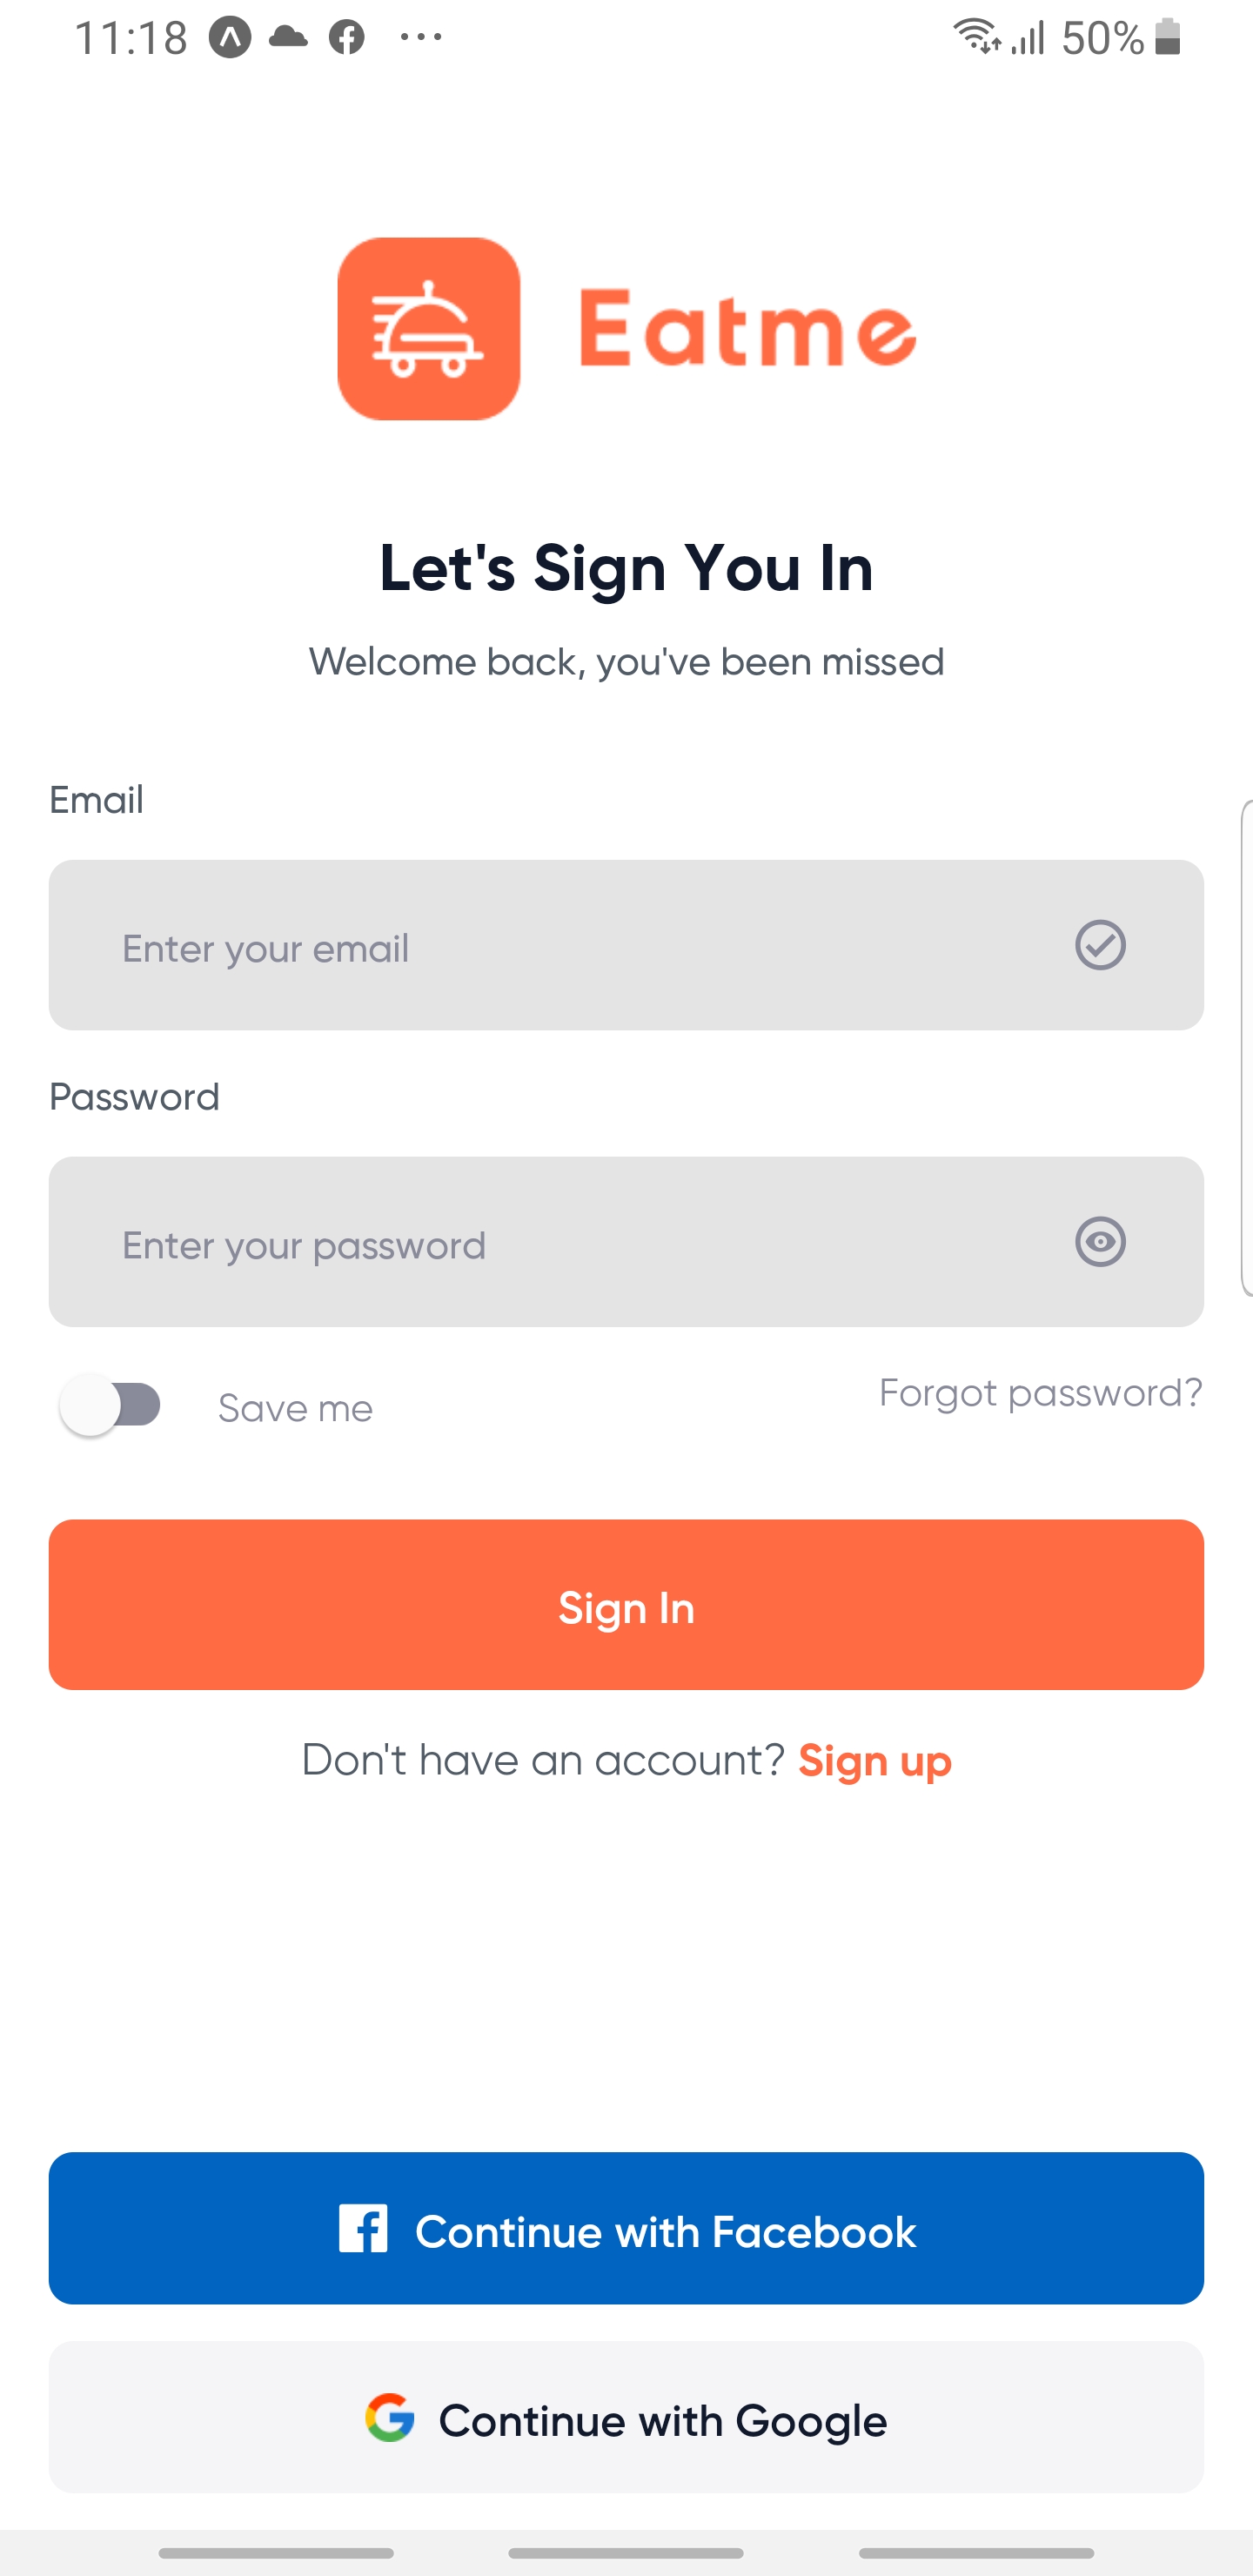 11:18 50%
Eatme
Let's Sign You In
Welcome back, you've been missed
Email
Enter your email
Password
Enter your password
Save me Forgot password?
Sign In
Don't have an account? Sign up
Continue with Facebook
Continue with Google